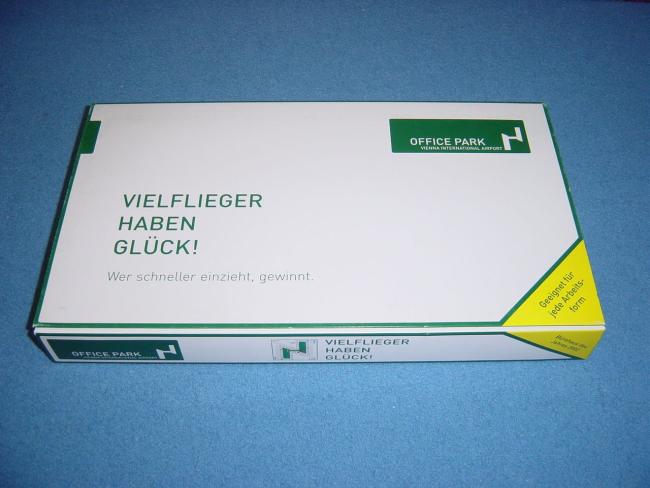 OFFICE PARK
VIENNA INTERNATIONAL AIRPORT
VIELFLIEGER
HABEN
GLÜCK!
Wer schneller einzieht, gewinnt.
Geeignet für
jede Arbeits-
form
OFFICE PARK
VIELFLIEGER
HABEN
GLÜCK!